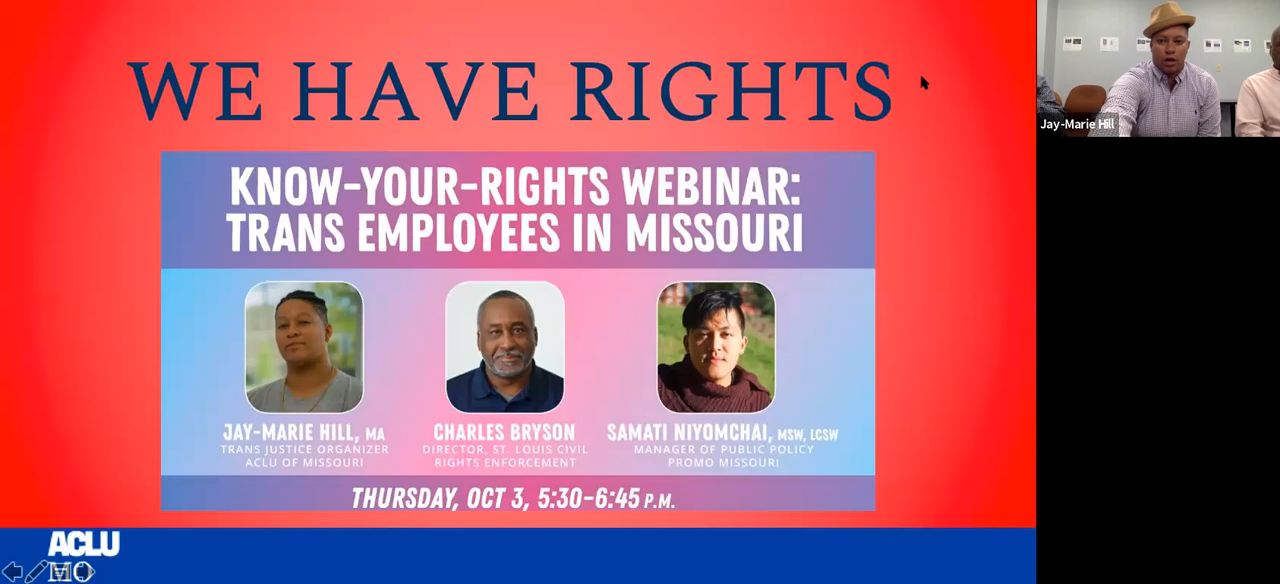 WE HAVE RIGHTS
KNOW-YOUR-RIGHTS WEBINAR:
TRANS EMPLOYEES IN MISSOURI
JAY-MARIE HILL, MA
TRANS JUSTICE ORGANIZER
ACLU OF MISSOURI
CHARLES BRYSON
DIRECTOR, ST. LOUIS CIVIL
RIGHTS ENFORCEMENT
SAMATI NIYOMCHAI, MSW, LCSW
MANAGER OF PUBLIC POLICY
PROMO MISSOURI
THURSDAY, OCT 3, 5:30-6:45 P.M.
ACLU
MO
Jay-Marie Hill